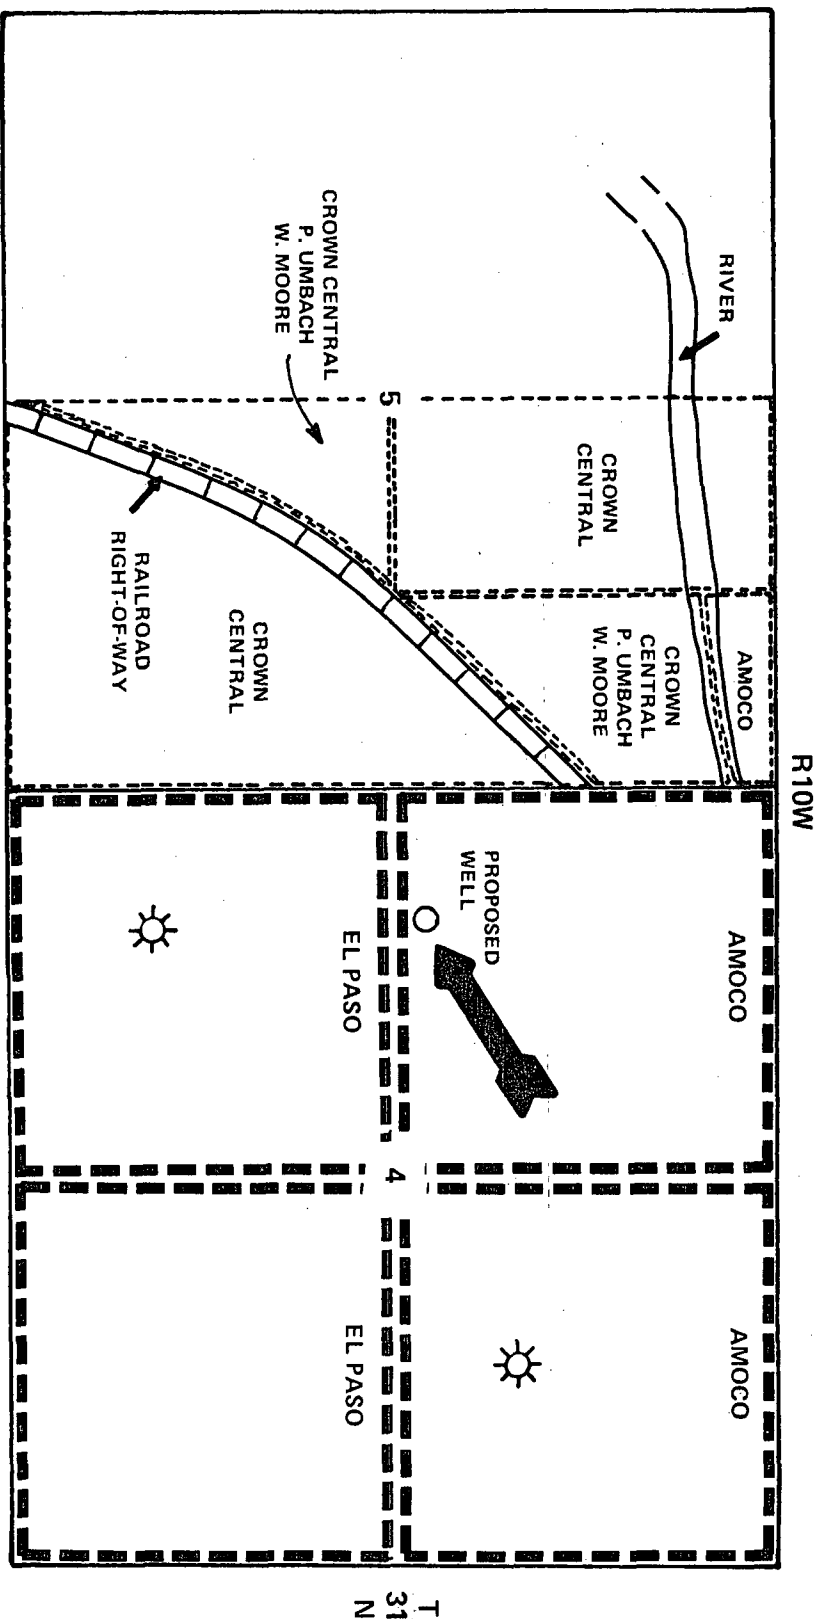 R10W
RIVER
AMOCO
CROWN
CENTRAL
CROWN
CENTRAL
P. UMBACH
W. MOORE
AMOCO
AMOCO
PROPOSED
WELL
5
4
T
31
N
CROWN CENTRAL
P. UMBACH
W. MOORE
EL PASO
EL PASO
CROWN
CENTRAL
RAILROAD
RIGHT-OF-WAY